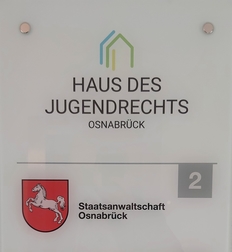 HAUS DES
JUGENDRECHTS
OSNABRÜCK
2
Staatsanwaltschaft
Osnabrück